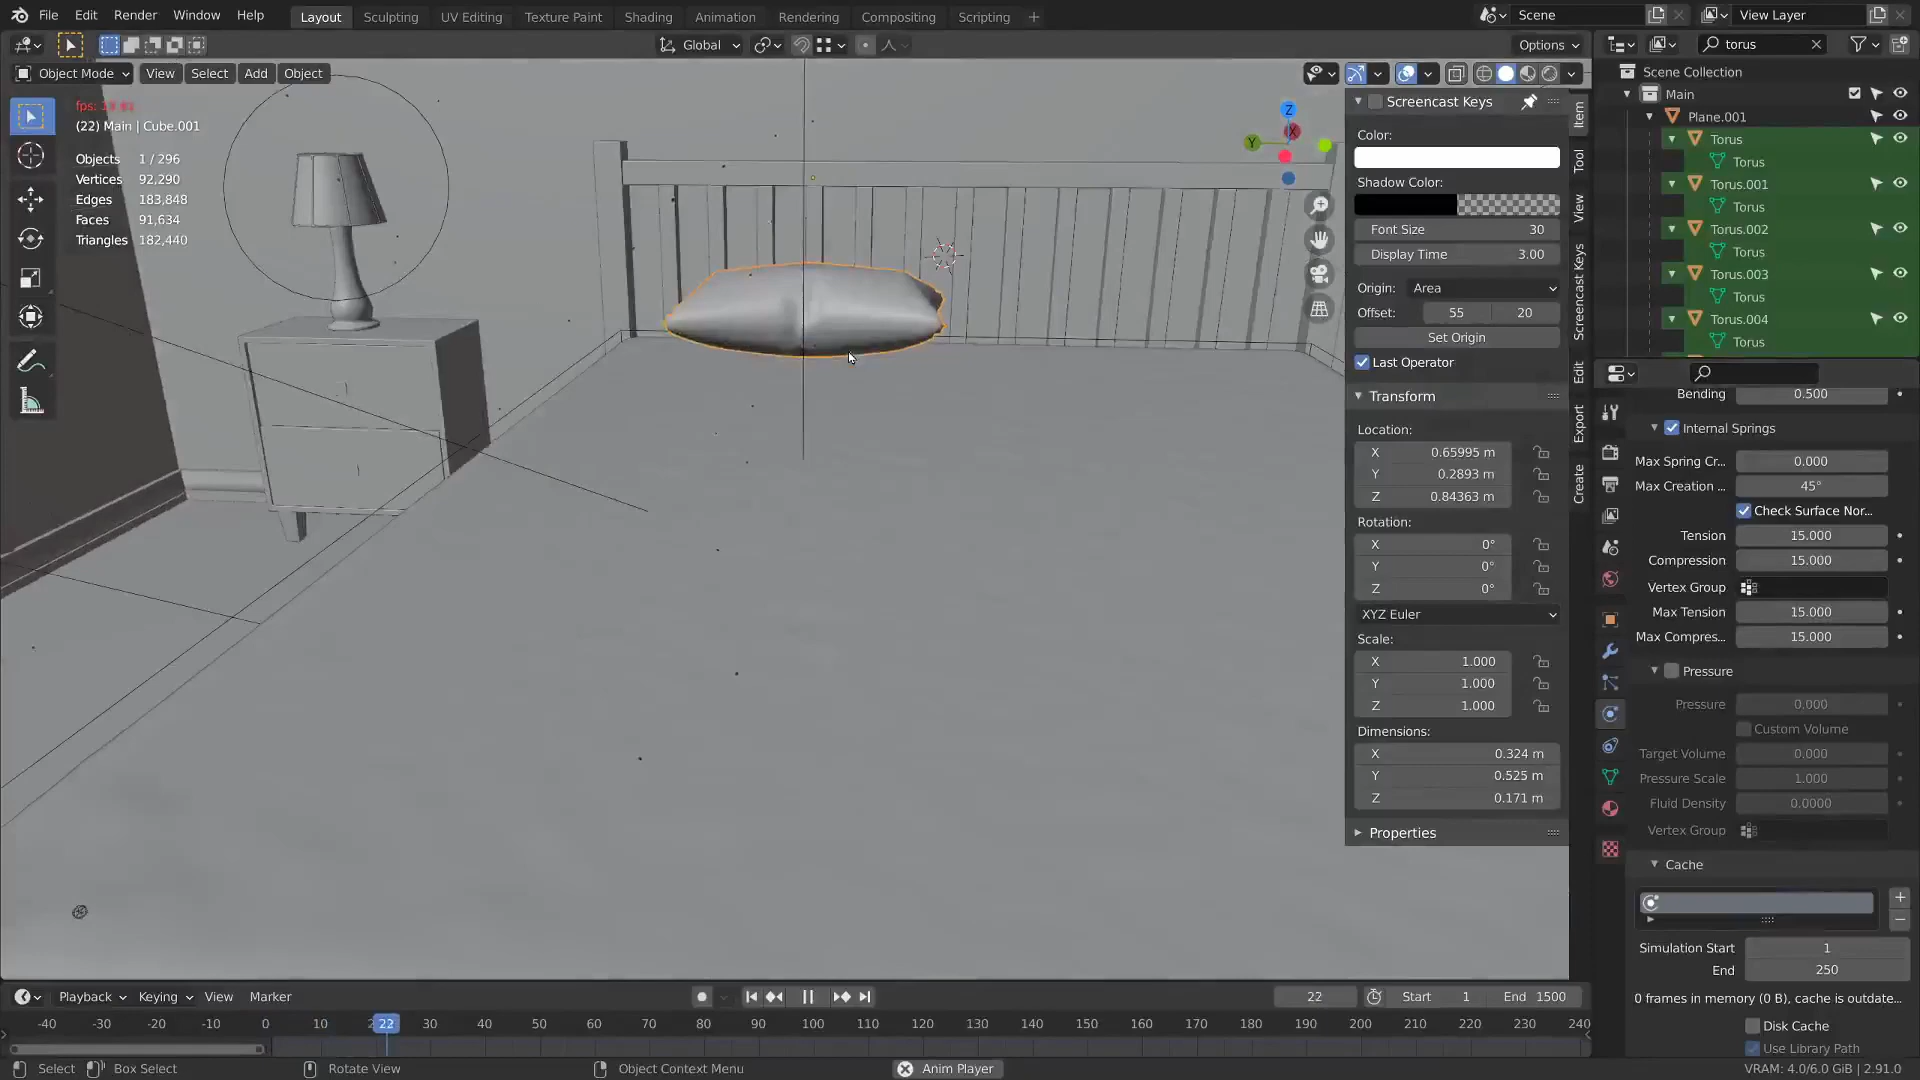 File Edit Render Window Help
Layout Sculpting UV Editing Texture Paint Shading Animation Rendering Compositing Scripting +
Scene
View Layer
Global
Options
torus
Object Mode View Select Add Object
(22) Main | Cube.001
Objects 1 / 296
Vertices 92,290
Edges 183,848
Faces 91,634
Triangles 182,440
Z
X
Y
Screencast Keys
Color:
Shadow Color:
Font Size 30
Display Time 3.00
Origin: Area
Offset: 55 20
Set Origin
Last Operator
Transform
Location:
X 0.65995 m
Y 0.2893 m
Z 0.84363 m
Rotation:
X 0°
Y 0°
Z 0°
XYZ Euler
Scale:
X 1.000
Y 1.000
Z 1.000
Dimensions:
X 0.324 m
Y 0.525 m
Z 0.171 m
Properties
Item
Tool
View
Screencast Keys
Edit
Export
Create
Scene Collection
Main
Plane.001
Torus
Torus
Torus.001
Torus
Torus.002
Torus
Torus.003
Torus
Torus.004
Torus
Bending 0.500
Internal Springs
Max Spring Cr... 0.000
Max Creation ... 45°
Check Surface Nor...
Tension 15.000
Compression 15.000
Vertex Group
Max Tension 15.000
Max Compres... 15.000
Pressure
Pressure 0.000
Custom Volume
Target Volume 0.000
Pressure Scale 1.000
Fluid Density 0.0000
Vertex Group
Cache
Simulation Start 1
End 250
0 frames in memory (0 B), cache is outdate...
Disk Cache
Use Library Path
Playback Keying View Marker
22
Start 1
End 1500
-40 -30 -20 -10 0 10 22 30 40 50 60 70 80 90 100 110 120 130 140 150 160 170 180 190 200 210 220 230 240
Select Box Select Rotate View Object Context Menu Anim Player VRAM: 4.0/6.0 GiB | 2.91.0